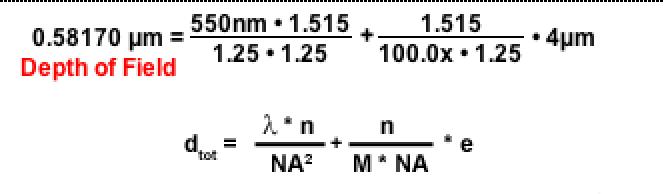 0.58170 µm = 550nm • 1.515 / 1.25 • 1.25 + 1.515 / 100.0x • 1.25 • 4µm
Depth of Field
d_tot = λ * n / NA² + n / M * NA * e